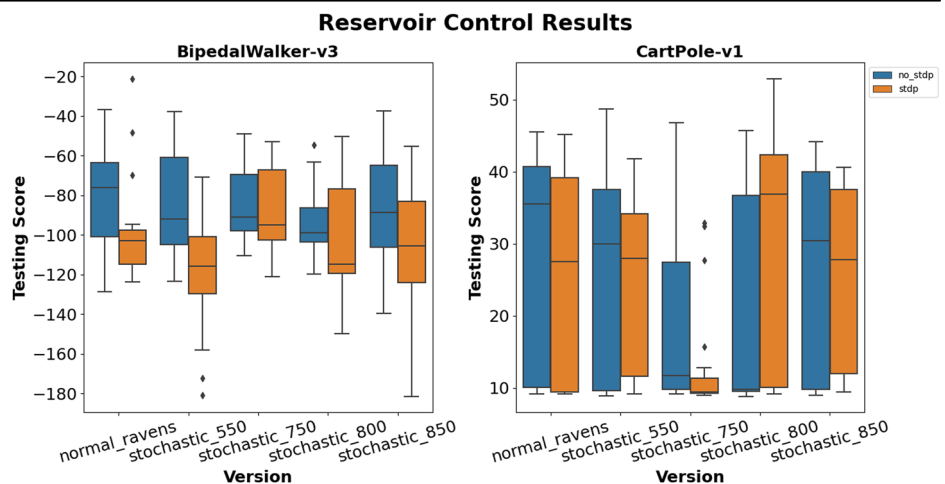 Reservoir Control Results
BipedalWalker-v3
−20
−40
−60
−80
−100
−120
−140
−160
−180
Testing Score
normal_ravens
stochastic_550
stochastic_750
stochastic_800
stochastic_850
Version
CartPole-v1
50
40
30
20
10
Testing Score
normal_ravens
stochastic_550
stochastic_750
stochastic_800
stochastic_850
Version
no_stdp
stdp